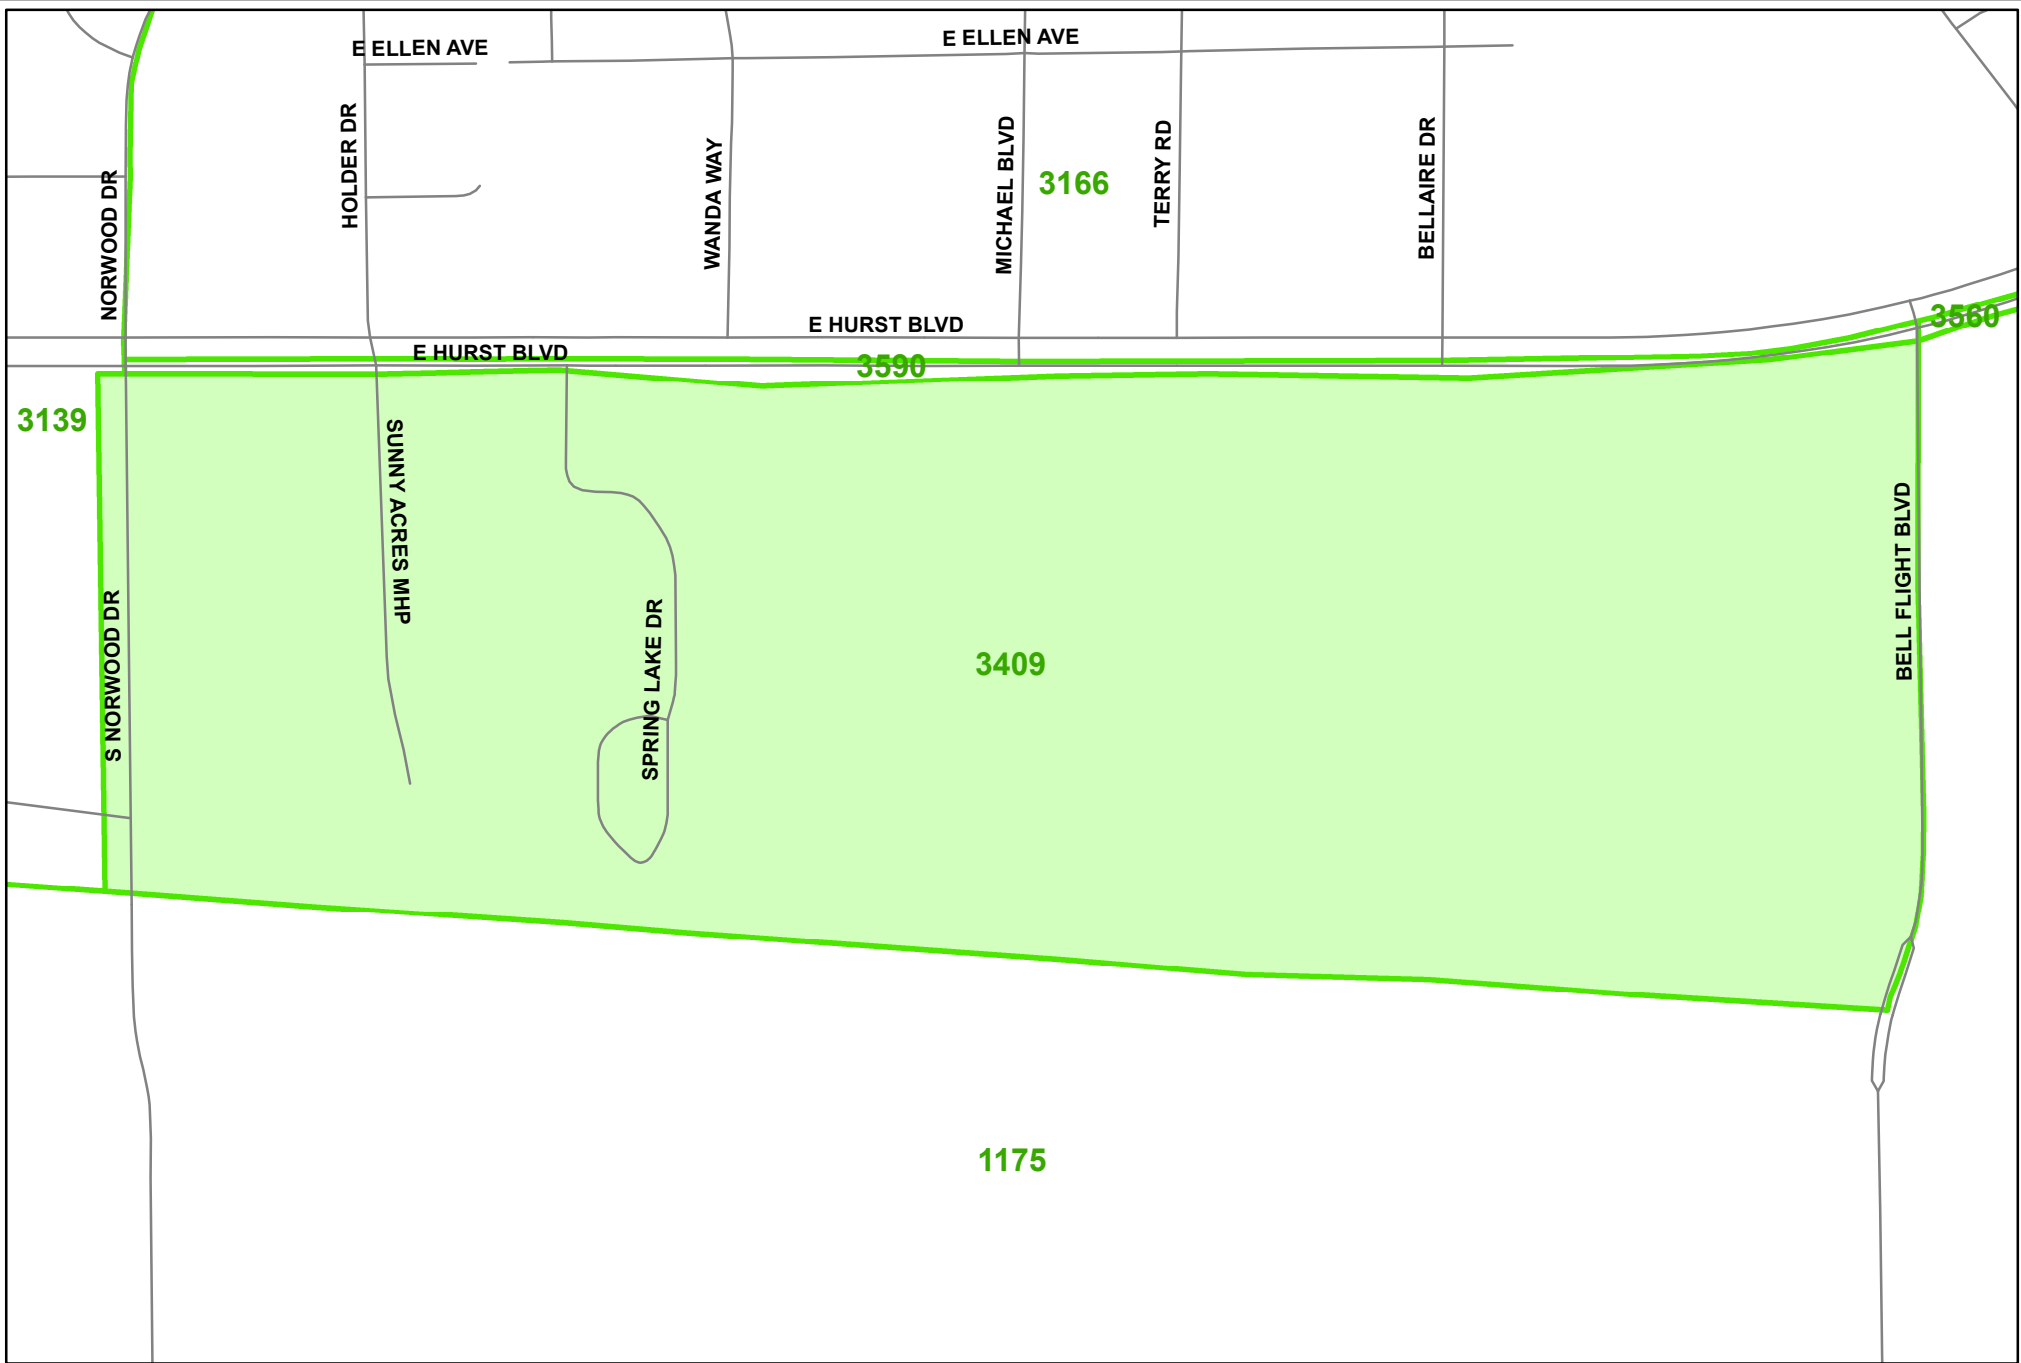 E ELLEN AVE
E ELLEN AVE
HOLDER DR
NORWOOD DR
WANDA WAY
MICHAEL BLVD
3166
TERRY RD
BELLAIRE DR
E HURST BLVD
3560
E HURST BLVD
3590
3139
SUNNY ACRES MHP
S NORWOOD DR
SPRING LAKE DR
3409
BELL FLIGHT BLVD
1175